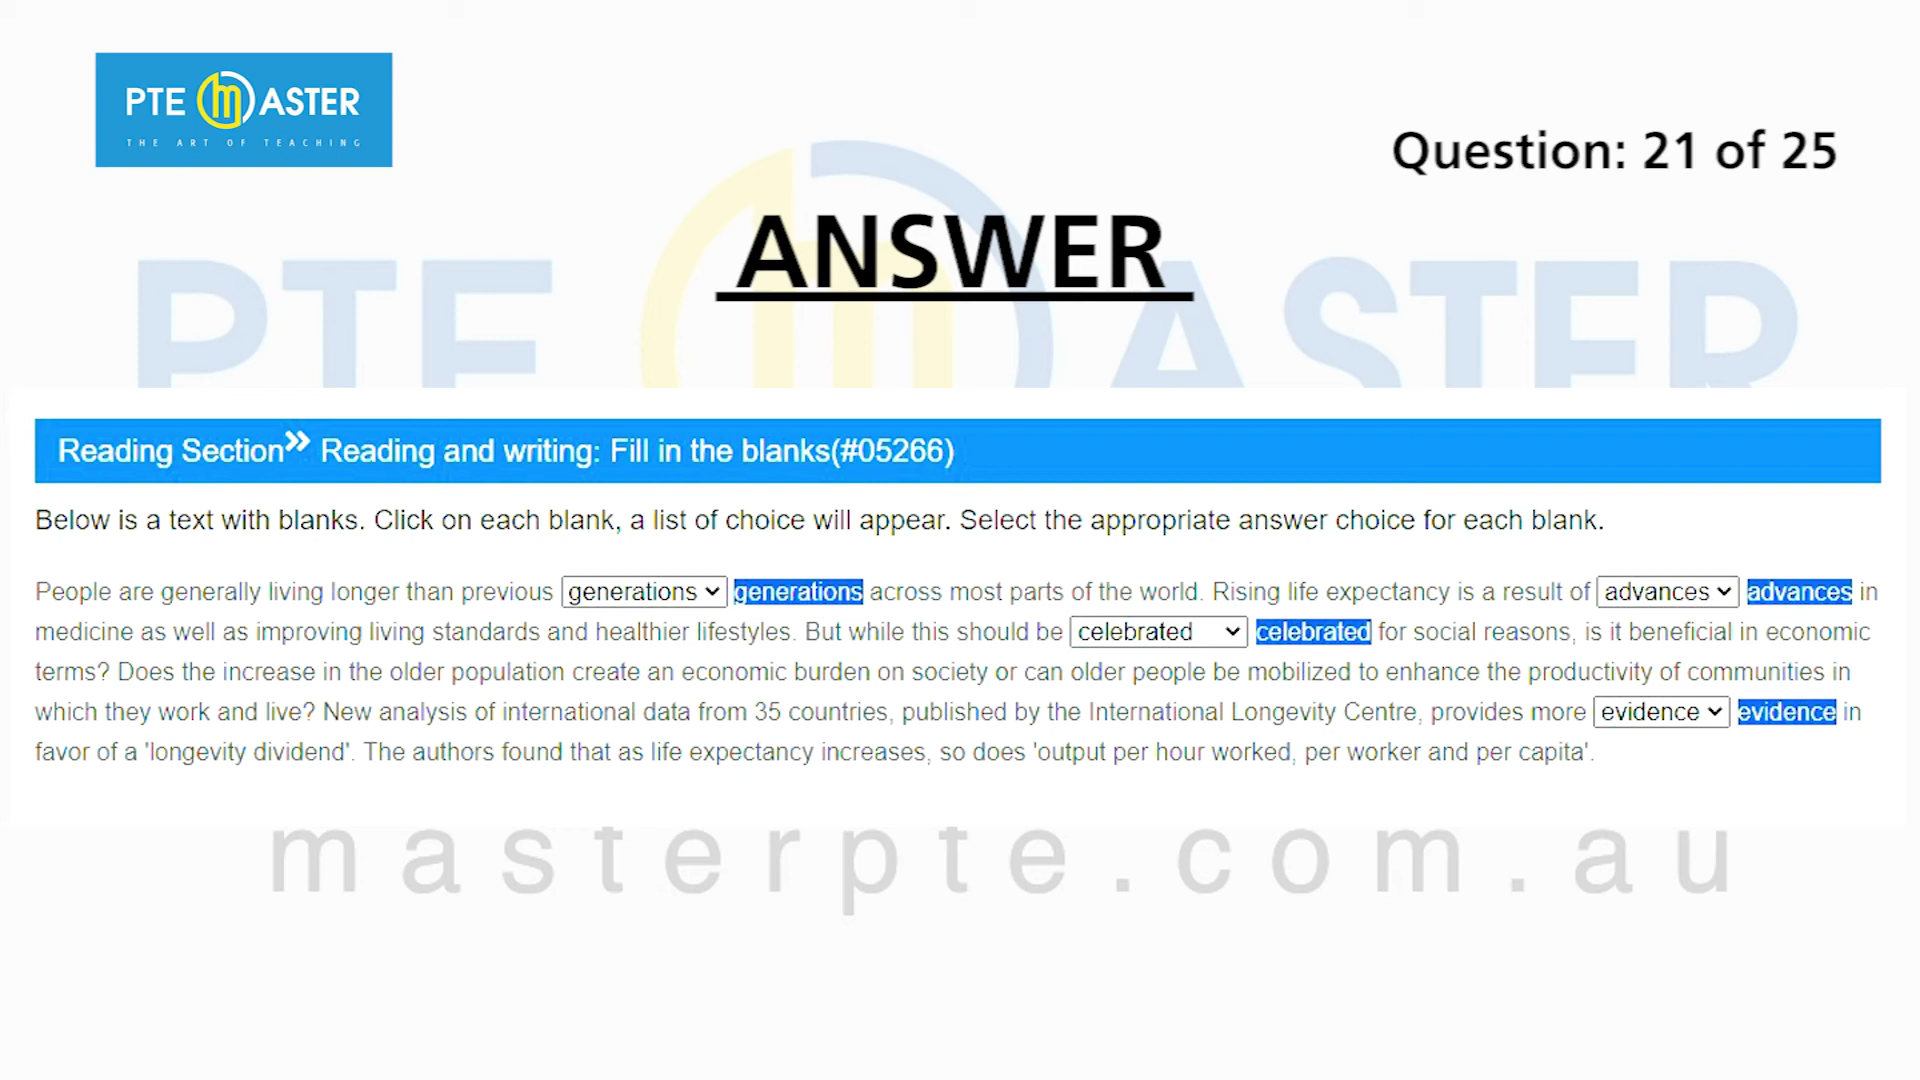 PTE MASTER
THE ART OF TEACHING
Question: 21 of 25
ANSWER
PTE MASTER
Reading Section» Reading and writing: Fill in the blanks(#05266)
Below is a text with blanks. Click on each blank, a list of choice will appear. Select the appropriate answer choice for each blank.
People are generally living longer than previous generations generations across most parts of the world. Rising life expectancy is a result of advances advances in
medicine as well as improving living standards and healthier lifestyles. But while this should be celebrated celebrated for social reasons, is it beneficial in economic
terms? Does the increase in the older population create an economic burden on society or can older people be mobilized to enhance the productivity of communities in
which they work and live? New analysis of international data from 35 countries, published by the International Longevity Centre, provides more evidence evidence in
favor of a 'longevity dividend'. The authors found that as life expectancy increases, so does 'output per hour worked, per worker and per capita'.
masterpte.com.au